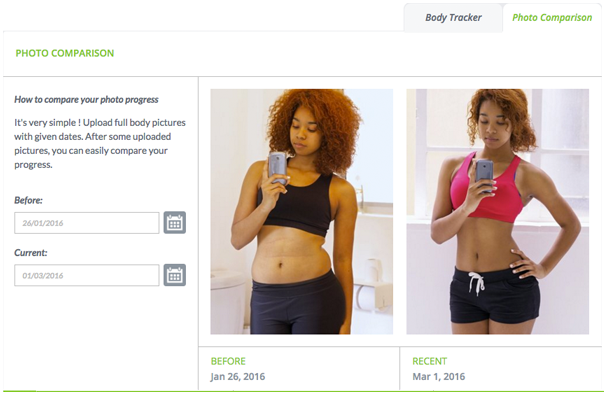 Body Tracker
Photo Comparison
PHOTO COMPARISON
How to compare your photo progress
It's very simple ! Upload full body pictures
with given dates. After some uploaded
pictures, you can easily compare your
progress.
Before:
26/01/2016
Current:
01/03/2016
BEFORE
Jan 26, 2016
RECENT
Mar 1, 2016